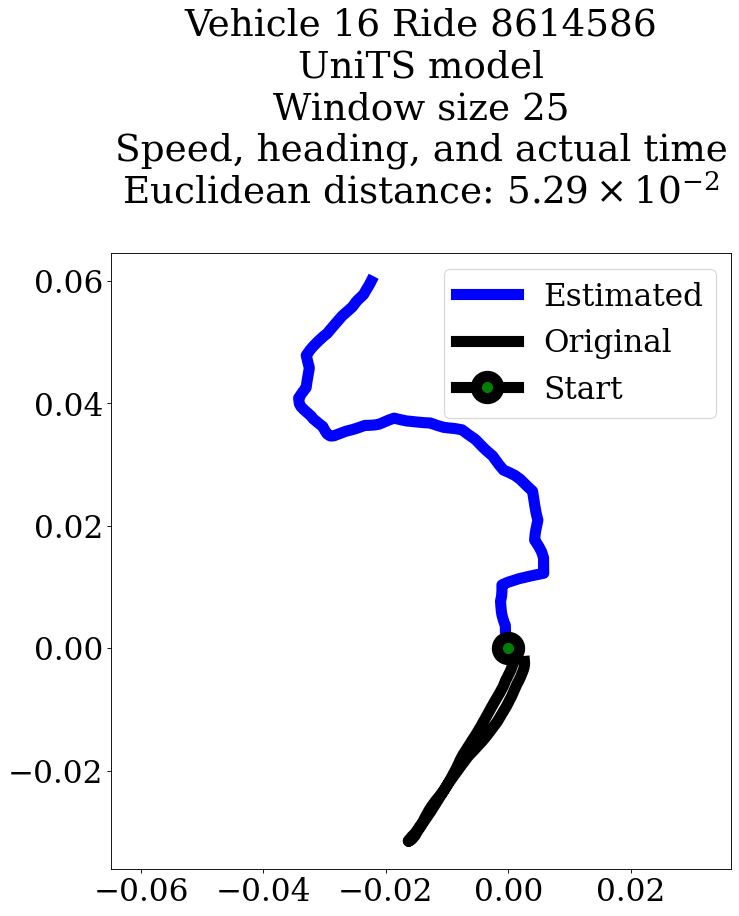 Vehicle 16 Ride 8614586
UniTS model
Window size 25
Speed, heading, and actual time
Euclidean distance: 5.29 × 10⁻²
Estimated
Original
Start
0.06
0.04
0.02
0.00
−0.02
−0.06 −0.04 −0.02 0.00 0.02